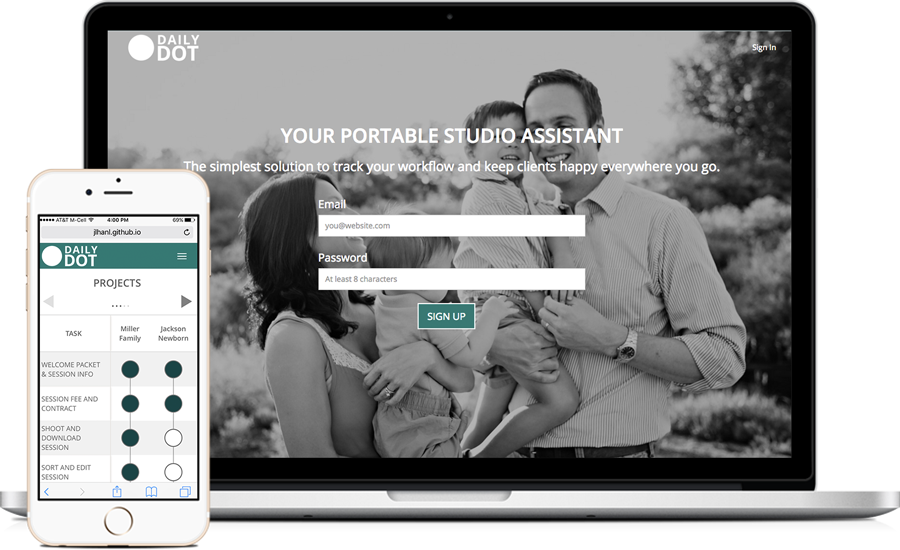 DAILY
DOT
Sign In
YOUR PORTABLE STUDIO ASSISTANT
The simplest solution to track your workflow and keep clients happy everywhere you go.
Email
you@website.com
Password
At least 8 characters
SIGN UP
AT&T M-Cell 4:00 PM 69%
jlhanl.github.io
DAILY
DOT
PROJECTS
TASK
Miller
Family
Jackson
Newborn
WELCOME PACKET
& SESSION INFO
SESSION FEE AND
CONTRACT
SHOOT AND
DOWNLOAD
SESSION
SORT AND EDIT
SESSION